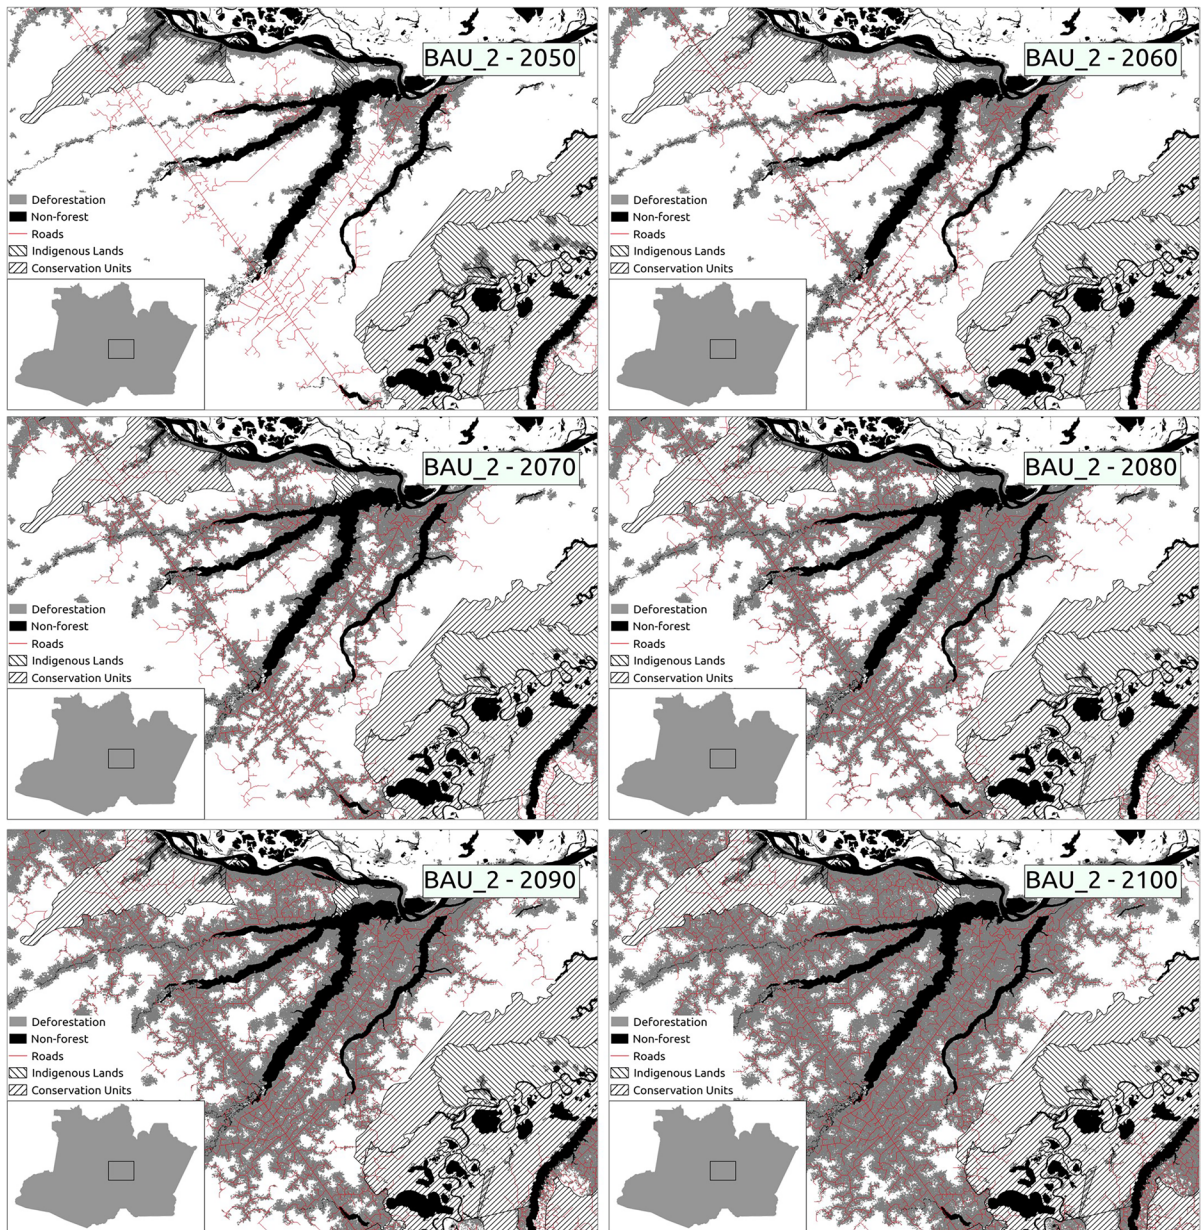 BAU_2 - 2050
Deforestation
Non-forest
Roads
Indigenous Lands
Conservation Units
BAU_2 - 2060
Deforestation
Non-forest
Roads
Indigenous Lands
Conservation Units
BAU_2 - 2070
Deforestation
Non-forest
Roads
Indigenous Lands
Conservation Units
BAU_2 - 2080
Deforestation
Non-forest
Roads
Indigenous Lands
Conservation Units
BAU_2 - 2090
Deforestation
Non-forest
Roads
Indigenous Lands
Conservation Units
BAU_2 - 2100
Deforestation
Non-forest
Roads
Indigenous Lands
Conservation Units